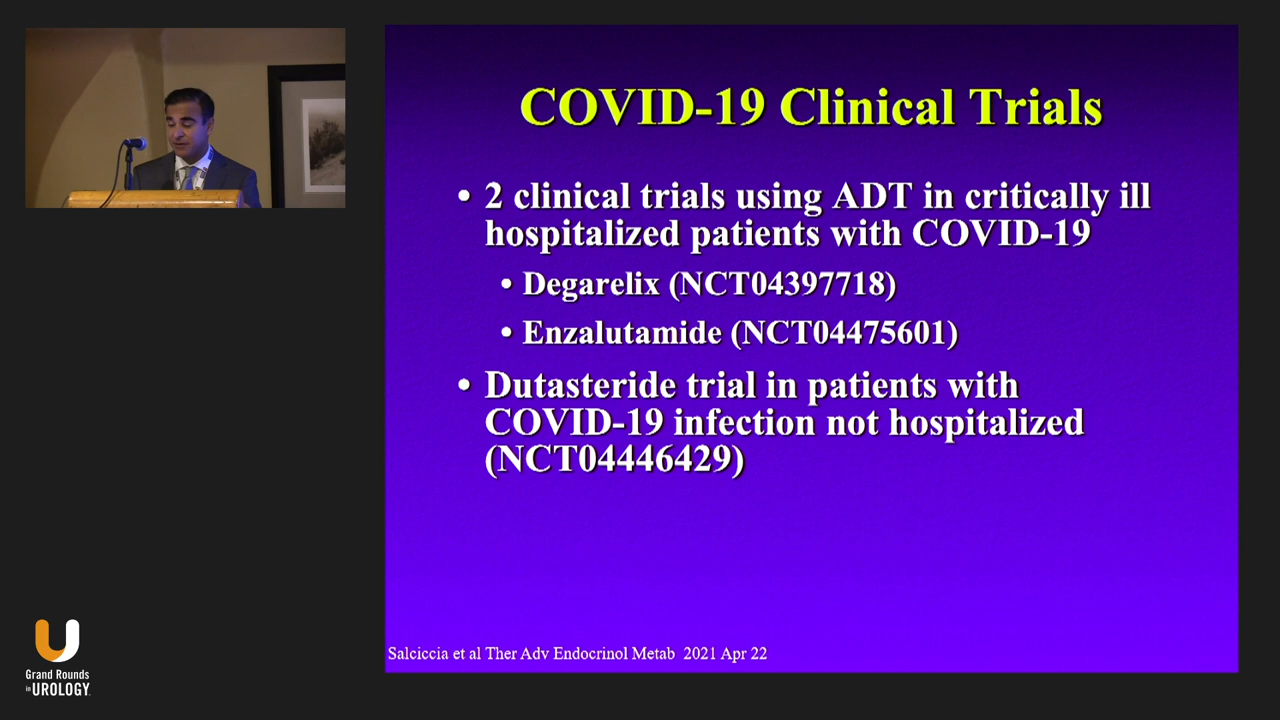 COVID-19 Clinical Trials
• 2 clinical trials using ADT in critically ill
hospitalized patients with COVID-19
• Degarelix (NCT04397718)
• Enzalutamide (NCT04475601)
• Dutasteride trial in patients with
COVID-19 infection not hospitalized
(NCT04446429)
Salciccia et al Ther Adv Endocrinol Metab 2021 Apr 22
Grand Rounds
in UROLOGY